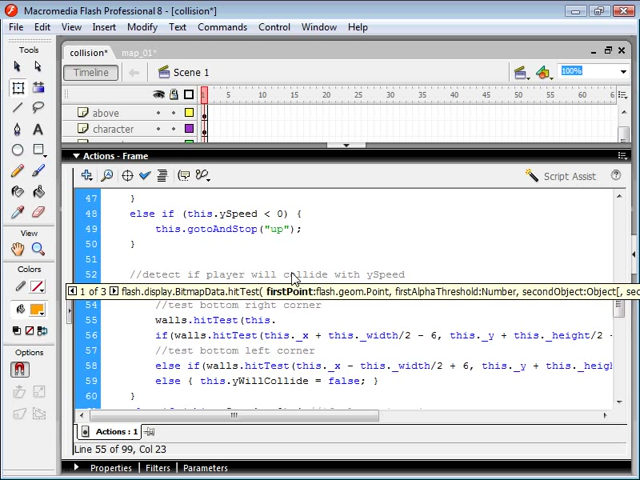 Macromedia Flash Professional 8 - [collision*]
File Edit View Insert Modify Text Commands Control Window Help
Tools
collision* map_01*
Timeline Scene 1 100%
1 5 10 15 20 25 30 35 40 45 50 55 60 65
above
character
View
Actions - Frame
Script Assist
47 }
48 else if (this.ySpeed < 0) {
49 this.gotoAndStop("up");
50 }
51
52 //detect if player will collide with ySpeed
1 of 3 flash.display.BitmapData.hitTest( firstPoint:flash.geom.Point, firstAlphaThreshold:Number, secondObject:Object[,
54 //test bottom right corner
55 walls.hitTest(this.
56 if(walls.hitTest(this._x + this._width/2 - 6, this._y + this._height/2 -
57 //test bottom left corner
58 else if(walls.hitTest(this._x - this._width/2 + 6, this._y + this._heig
59 else { this.yWillCollide = false; }
60 }
Colors
Options
Actions : 1
Line 55 of 99, Col 23
Properties Filters Parameters